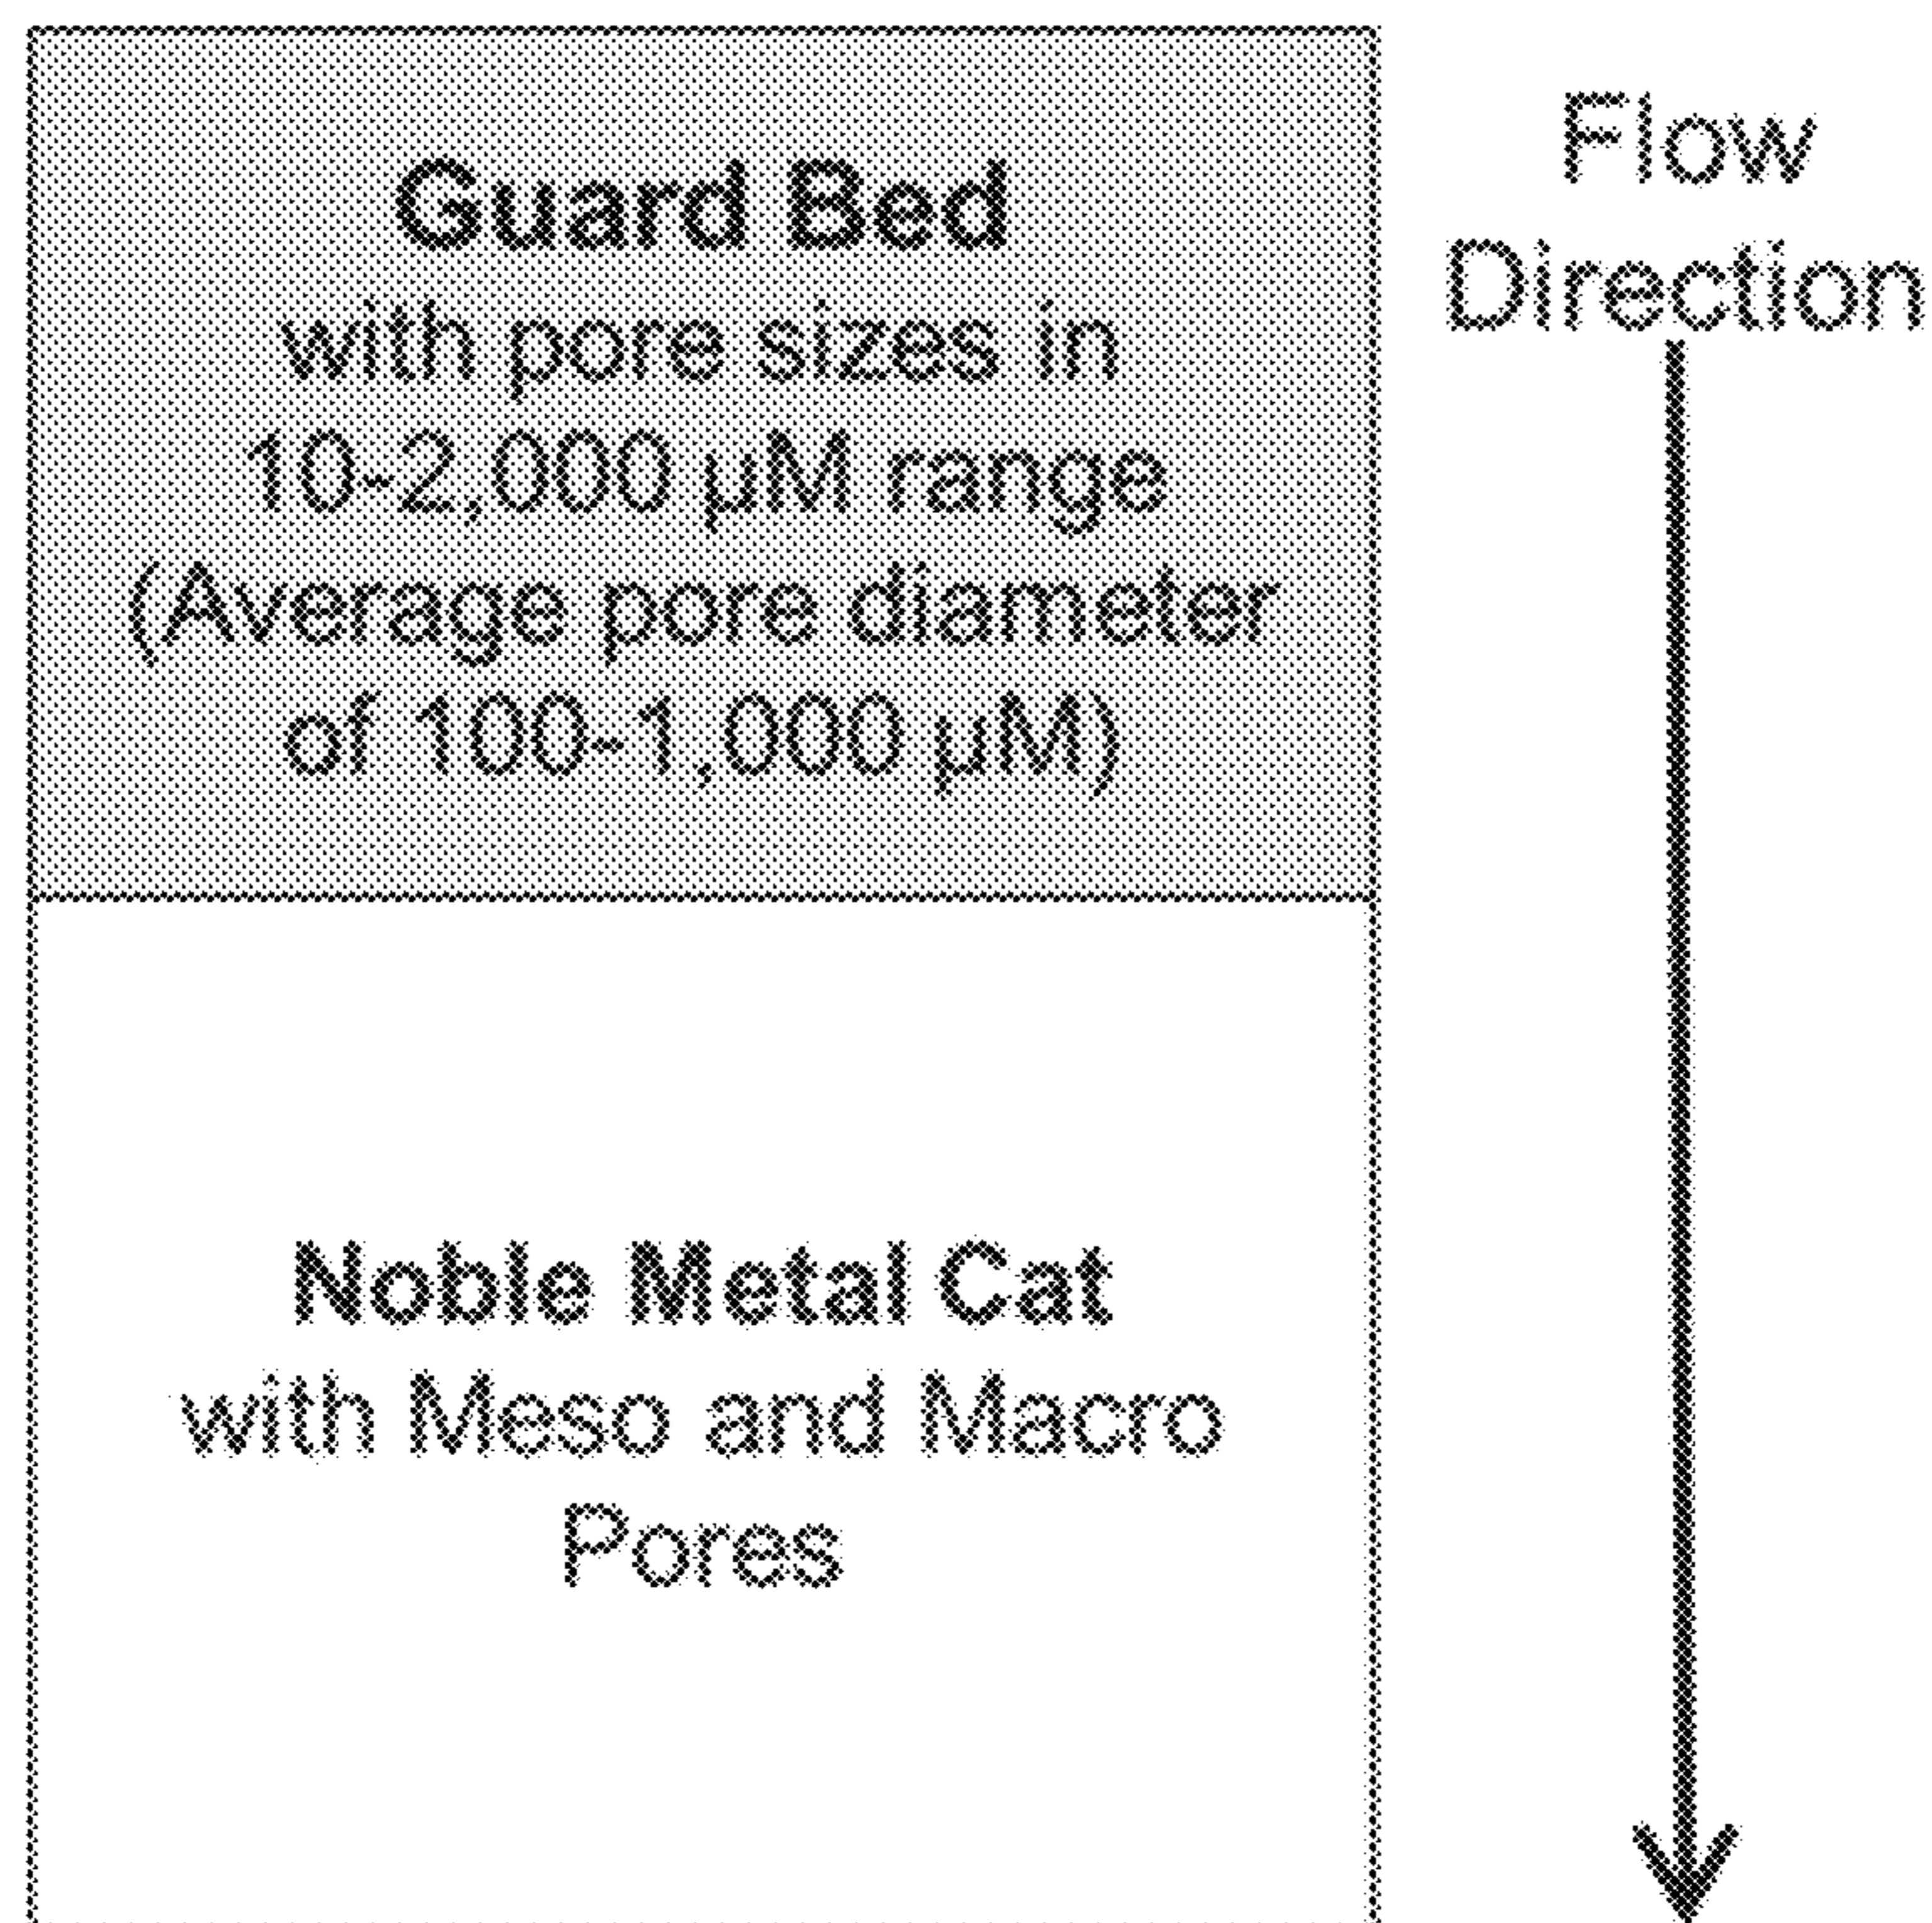 Guard Bed
with pore sizes in
10-2,000 µM range
(Average pore diameter
of 100-1,000 µM)
Noble Metal Cat
with Meso and Macro
Pores
Flow
Direction